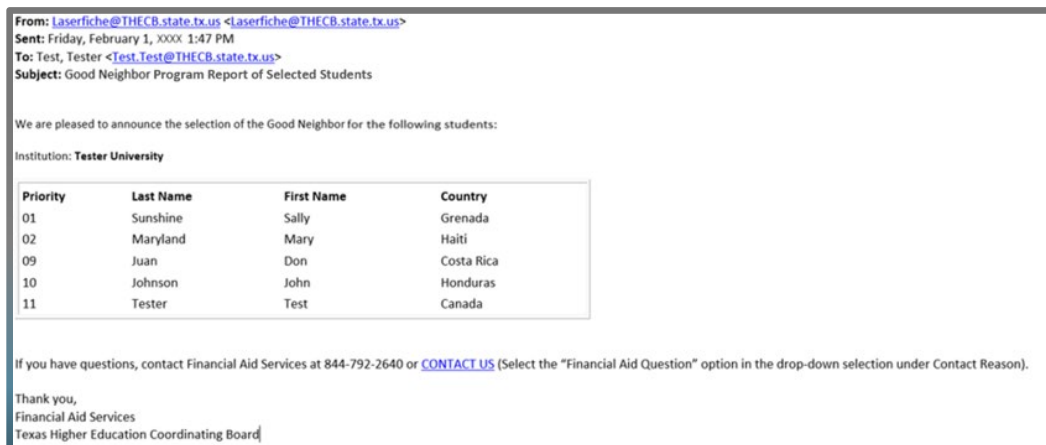 From: Laserfiche@THECB.state.tx.us <Laserfiche@THECB.state.tx.us>
Sent: Friday, February 1, XXXX 1:47 PM
To: Test, Tester <Test.Test@THECB.state.tx.us>
Subject: Good Neighbor Program Report of Selected Students
We are pleased to announce the selection of the Good Neighbor for the following students:
Institution: Tester University
Priority Last Name First Name Country
01 Sunshine Sally Grenada
02 Maryland Mary Haiti
09 Juan Don Costa Rica
10 Johnson John Honduras
11 Tester Test Canada
If you have questions, contact Financial Aid Services at 844-792-2640 or CONTACT US (Select the “Financial Aid Question” option in the drop-down selection under Contact Reason).
Thank you,
Financial Aid Services
Texas Higher Education Coordinating Board